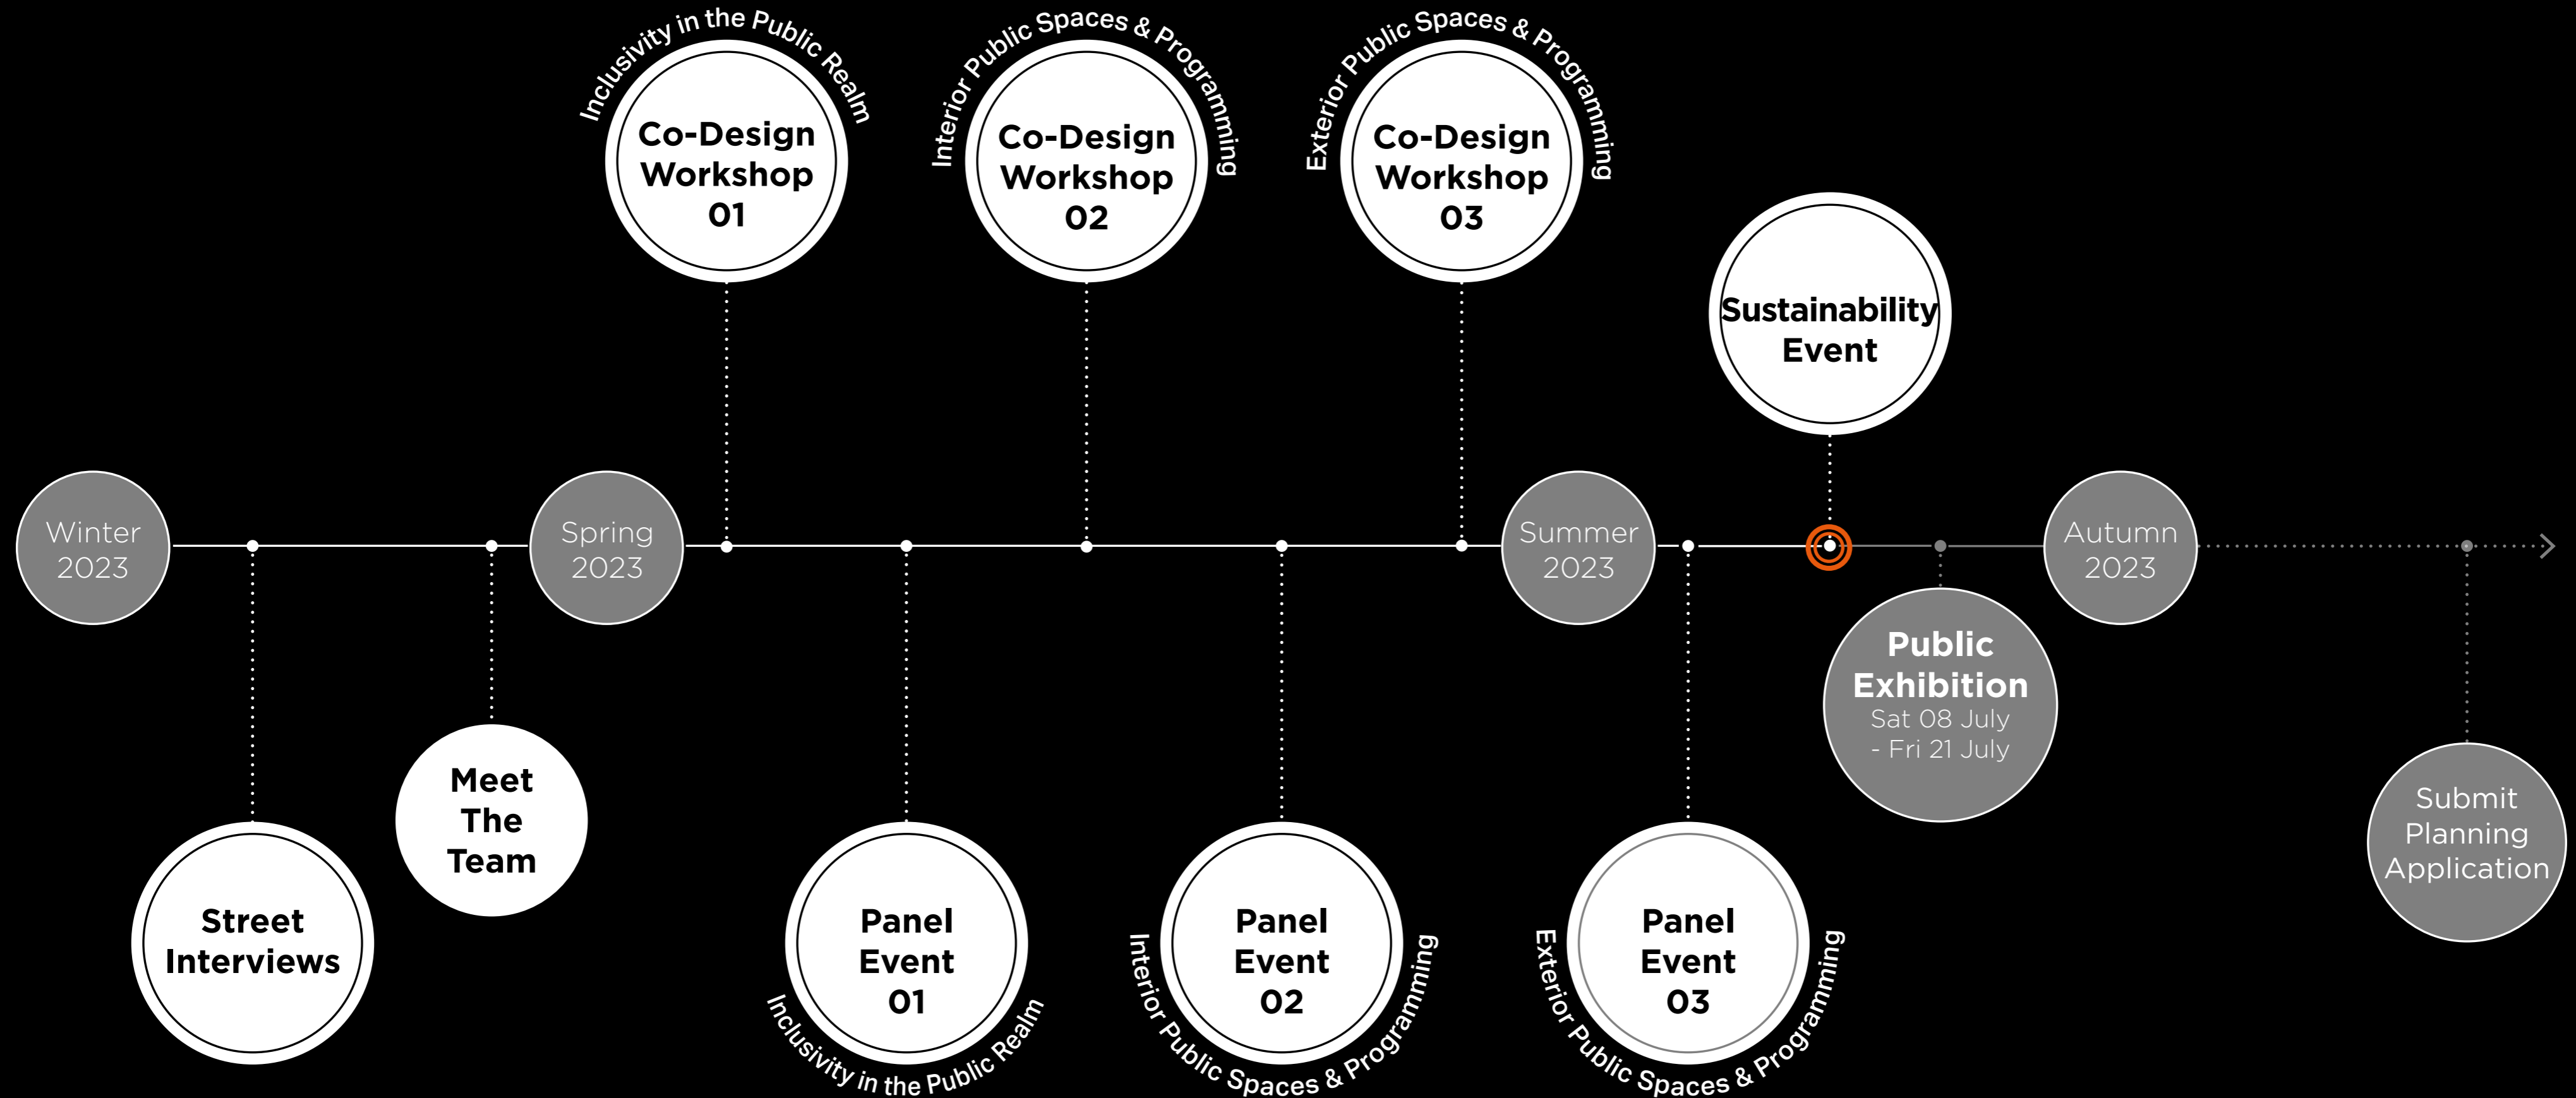 Inclusivity in the Public Realm
Co-Design
Workshop
01
Interior Public Spaces & Programming
Co-Design
Workshop
02
Exterior Public Spaces & Programming
Co-Design
Workshop
03
Sustainability
Event
Winter
2023
Spring
2023
Summer
2023
Autumn
2023
Street
Interviews
Meet
The
Team
Panel
Event
01
Inclusivity in the Public Realm
Panel
Event
02
Interior Public Spaces & Programming
Panel
Event
03
Exterior Public Spaces & Programming
Public
Exhibition
Sat 08 July
- Fri 21 July
Submit
Planning
Application